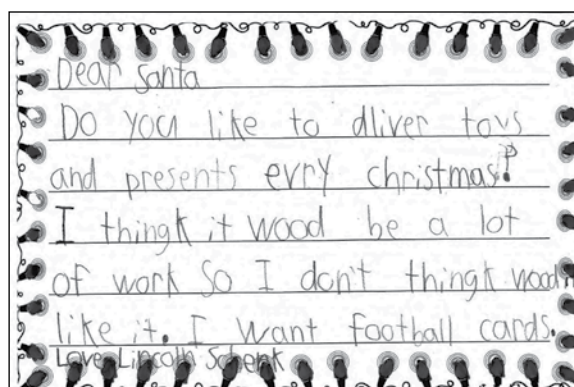 Dear Santa
Do you like to dliver toys
and presents evry christmas?
I thingk it wood be a lot
of work so I don't thingk wood
like it. I want football cards.
Love Lincoln Schenk